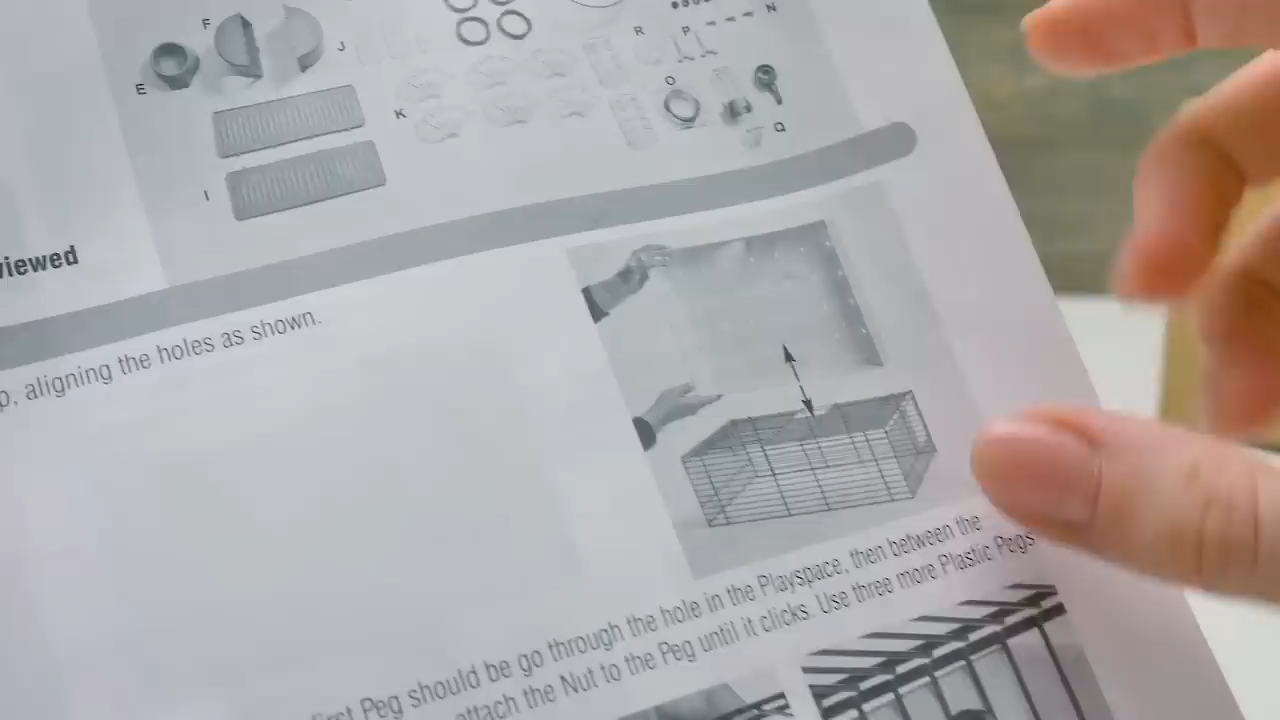 F
N
J
R
P
E
K
O
Q
I
viewed
p, aligning the holes as shown.
first Peg should be go through the hole in the Playspace, then between the
attach the Nut to the Peg until it clicks. Use three more Plastic Pegs